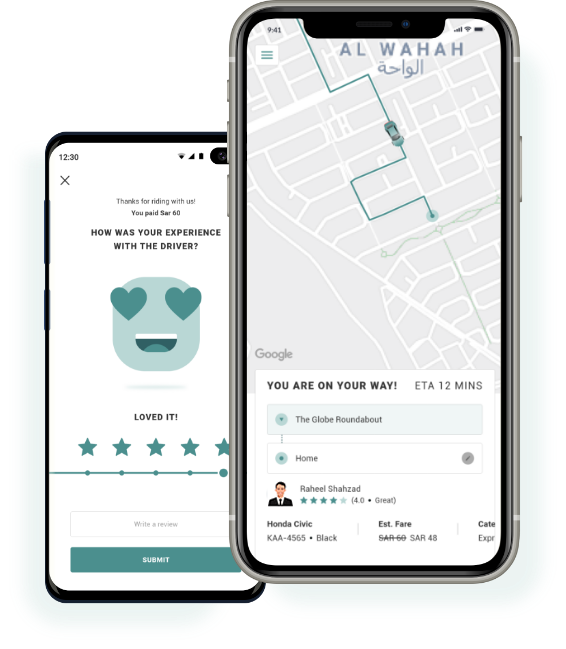 12:30
Thanks for riding with us!
You paid Sar 60
HOW WAS YOUR EXPERIENCE
WITH THE DRIVER?
LOVED IT!
Write a review
SUBMIT
9:41
AL WAHAH
الواحة
Google
YOU ARE ON YOUR WAY! ETA 12 MINS
The Globe Roundabout
Home
Raheel Shahzad
(4.0 • Great)
Honda Civic Est. Fare Cate
KAA-4565 • Black SAR 60 SAR 48 Expr